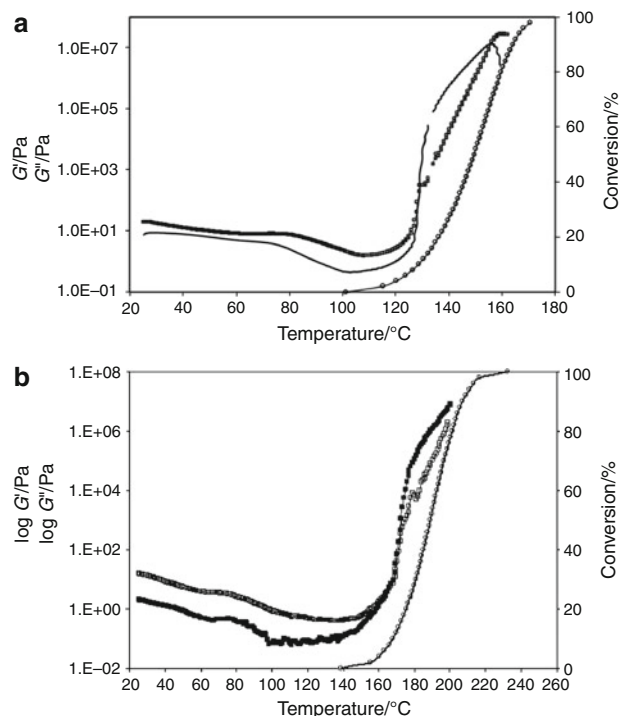 a
100
80
60
40
20
0
Conversion/%
1.0E+07
1.0E+05
1.0E+03
1.0E+01
1.0E–01
G'/Pa
G"/Pa
20 40 60 80 100 120 140 160 180
Temperature/°C
b
1.E+08
1.E+06
1.E+04
1.E+02
1.E+00
1.E–02
log G'/Pa
log G"/Pa
100
80
60
40
20
0
Conversion/%
20 40 60 80 100 120 140 160 180 200 220 240 260
Temperature/°C